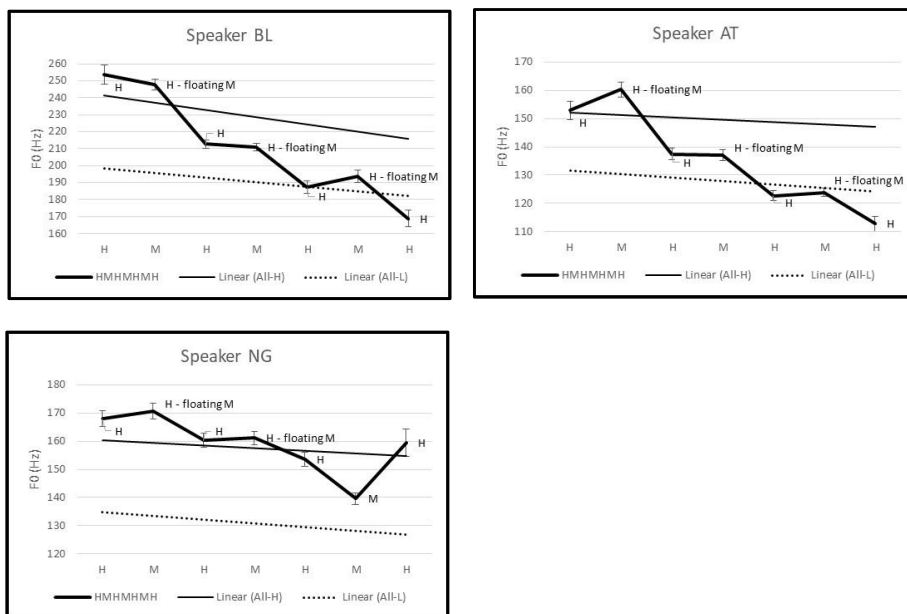 Speaker BL
260
250
240
230
220
210
200
190
180
170
160
F0 (Hz)
H
H - floating M
H
H - floating M
H
H - floating M
H
H M H M H M H
HMHMHMH Linear (All-H) Linear (All-L)
Speaker AT
170
160
150
140
130
120
110
F0 (Hz)
H
H - floating M
H
H - floating M
H
H - floating M
H
H M H M H M H
HMHMHMH Linear (All-H) Linear (All-L)
Speaker NG
180
170
160
150
140
130
120
F0 (Hz)
H
H - floating M
H
H - floating M
H
M
H
H M H M H M H
HMHMHMH Linear (All-H) Linear (All-L)